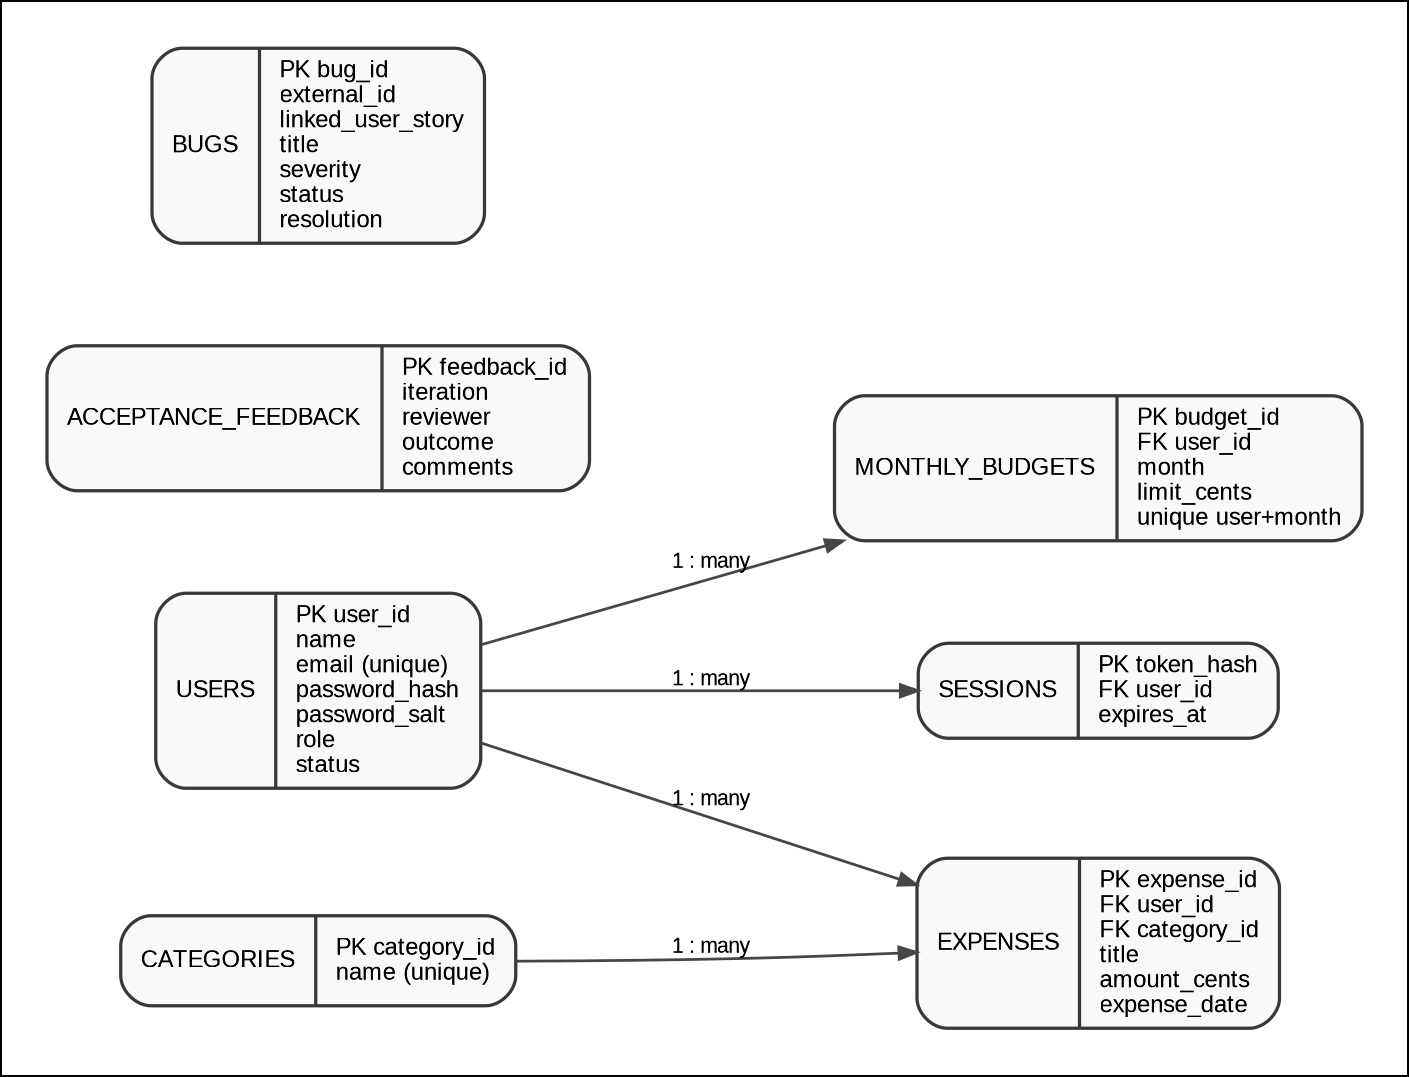 BUGS
PK bug_id
external_id
linked_user_story
title
severity
status
resolution
ACCEPTANCE_FEEDBACK
PK feedback_id
iteration
reviewer
outcome
comments
MONTHLY_BUDGETS
PK budget_id
FK user_id
month
limit_cents
unique user+month
1 : many
USERS
PK user_id
name
email (unique)
password_hash
password_salt
role
status
1 : many
SESSIONS
PK token_hash
FK user_id
expires_at
1 : many
CATEGORIES
PK category_id
name (unique)
1 : many
EXPENSES
PK expense_id
FK user_id
FK category_id
title
amount_cents
expense_date